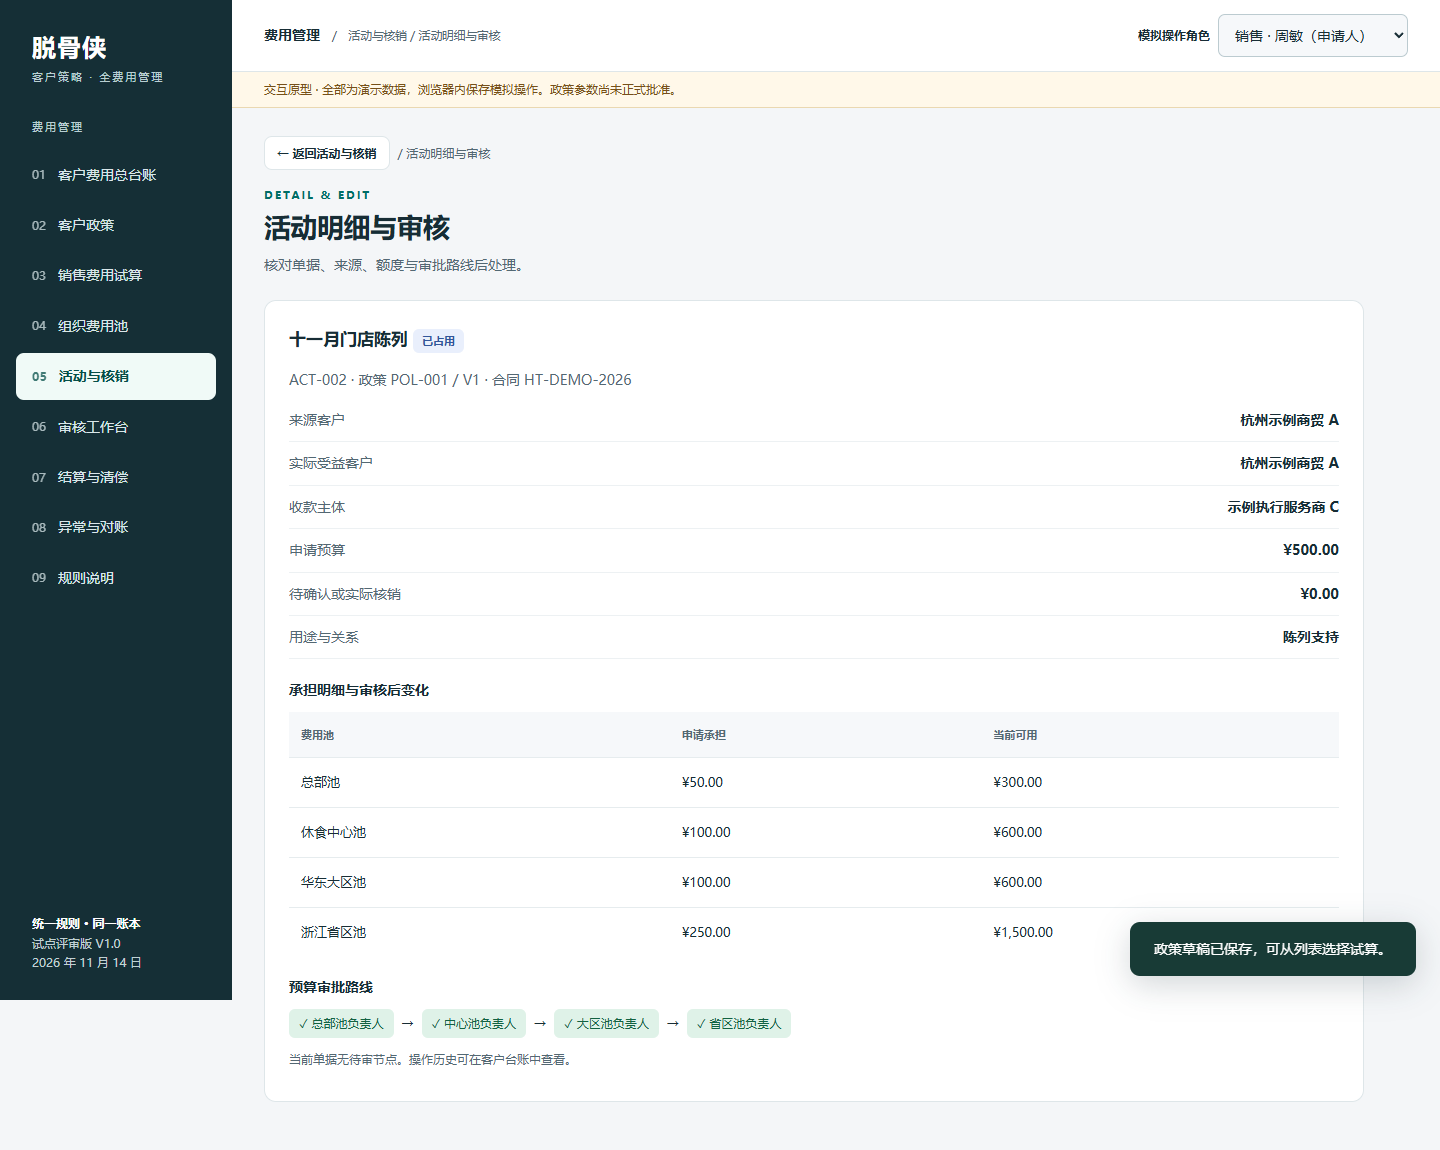 脱骨侠
客户策略 · 全费用管理
费用管理
01 客户费用总台账
02 客户政策
03 销售费用试算
04 组织费用池
05 活动与核销
06 审核工作台
07 结算与清偿
08 异常与对账
09 规则说明
统一规则 · 同一账本
试点评审版 V1.0
2026 年 11 月 14 日
费用管理 / 活动与核销 / 活动明细与审核
模拟操作角色 销售 · 周敏（申请人）
交互原型 · 全部为演示数据，浏览器内保存模拟操作。政策参数尚未正式批准。
← 返回活动与核销 / 活动明细与审核
DETAIL & EDIT
活动明细与审核
核对单据、来源、额度与审批路线后处理。
十一月门店陈列 已占用
ACT-002 · 政策 POL-001 / V1 · 合同 HT-DEMO-2026
来源客户 杭州示例商贸 A
实际受益客户 杭州示例商贸 A
收款主体 示例执行服务商 C
申请预算 ¥500.00
待确认或实际核销 ¥0.00
用途与关系 陈列支持
承担明细与审核后变化
费用池 申请承担 当前可用
总部池 ¥50.00 ¥300.00
休食中心池 ¥100.00 ¥600.00
华东大区池 ¥100.00 ¥600.00
浙江省区池 ¥250.00 ¥1,500.00
政策草稿已保存，可从列表选择试算。
预算审批路线
✓ 总部池负责人 → ✓ 中心池负责人 → ✓ 大区池负责人 → ✓ 省区池负责人
当前单据无待审节点。操作历史可在客户台账中查看。